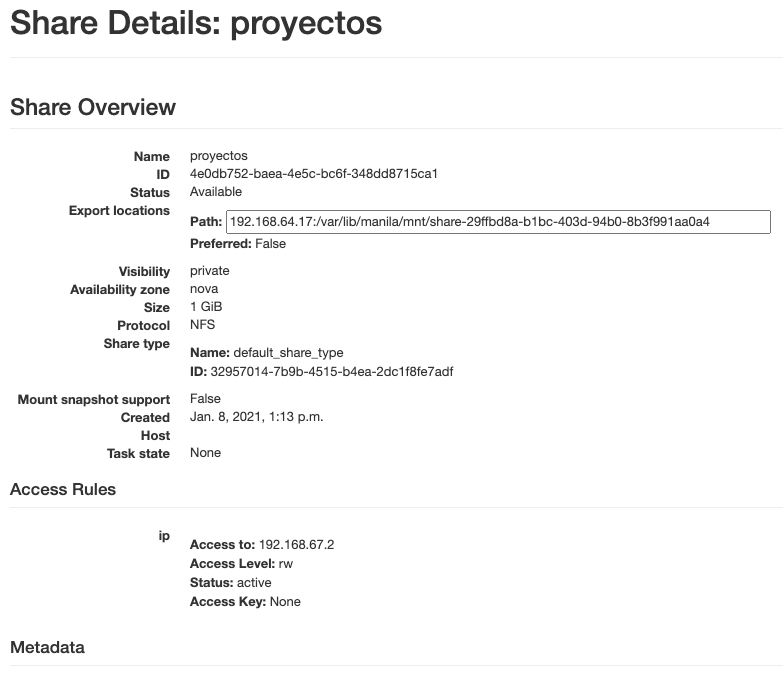 Share Details: proyectos
Share Overview
Name proyectos
ID 4e0db752-baea-4e5c-bc6f-348dd8715ca1
Status Available
Export locations
Path: 192.168.64.17:/var/lib/manila/mnt/share-29ffbd8a-b1bc-403d-94b0-8b3f991aa0a4
Preferred: False
Visibility private
Availability zone nova
Size 1 GiB
Protocol NFS
Share type
Name: default_share_type
ID: 32957014-7b9b-4515-b4ea-2dc1f8fe7adf
Mount snapshot support False
Created Jan. 8, 2021, 1:13 p.m.
Host
Task state None
Access Rules
ip
Access to: 192.168.67.2
Access Level: rw
Status: active
Access Key: None
Metadata